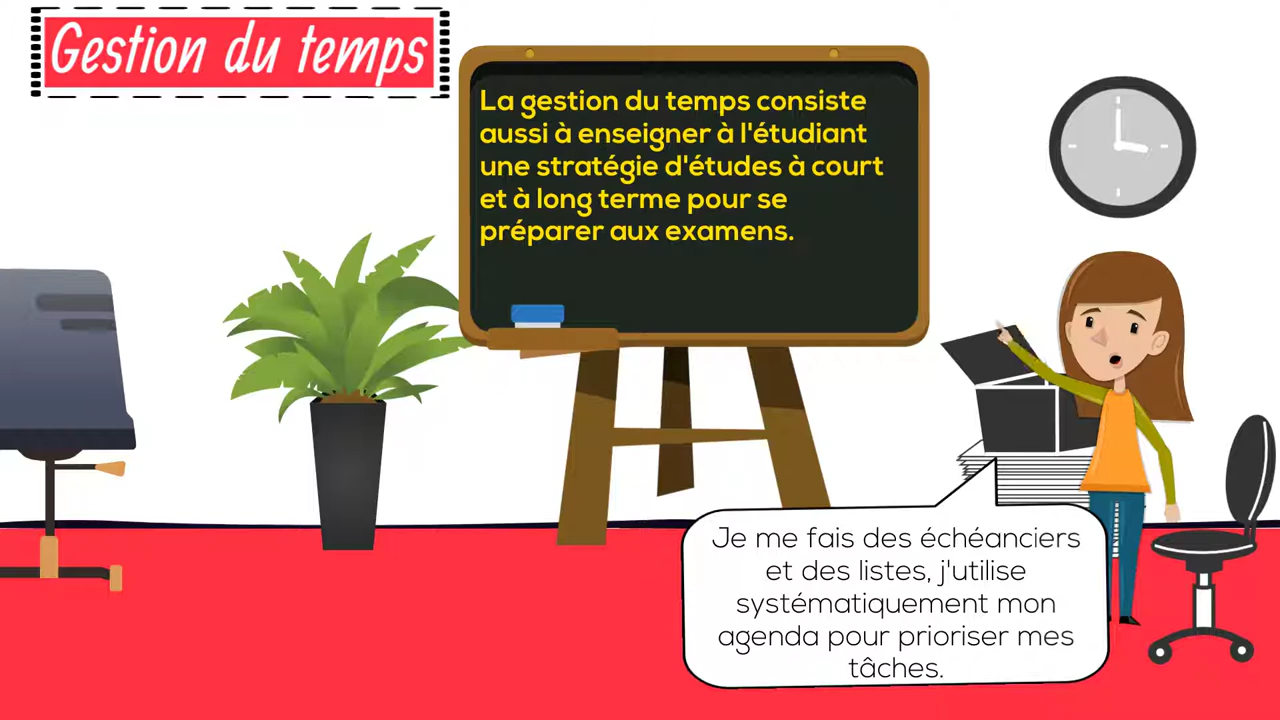 Gestion du temps
La gestion du temps consiste
aussi à enseigner à l'étudiant
une stratégie d'études à court
et à long terme pour se
préparer aux examens.
Je me fais des échéanciers
et des listes, j'utilise
systématiquement mon
agenda pour prioriser mes
tâches.